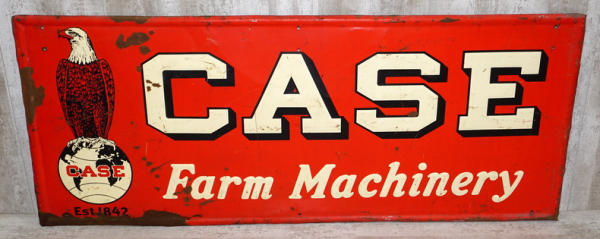 CASE
Farm Machinery
CASE
Est. 1842